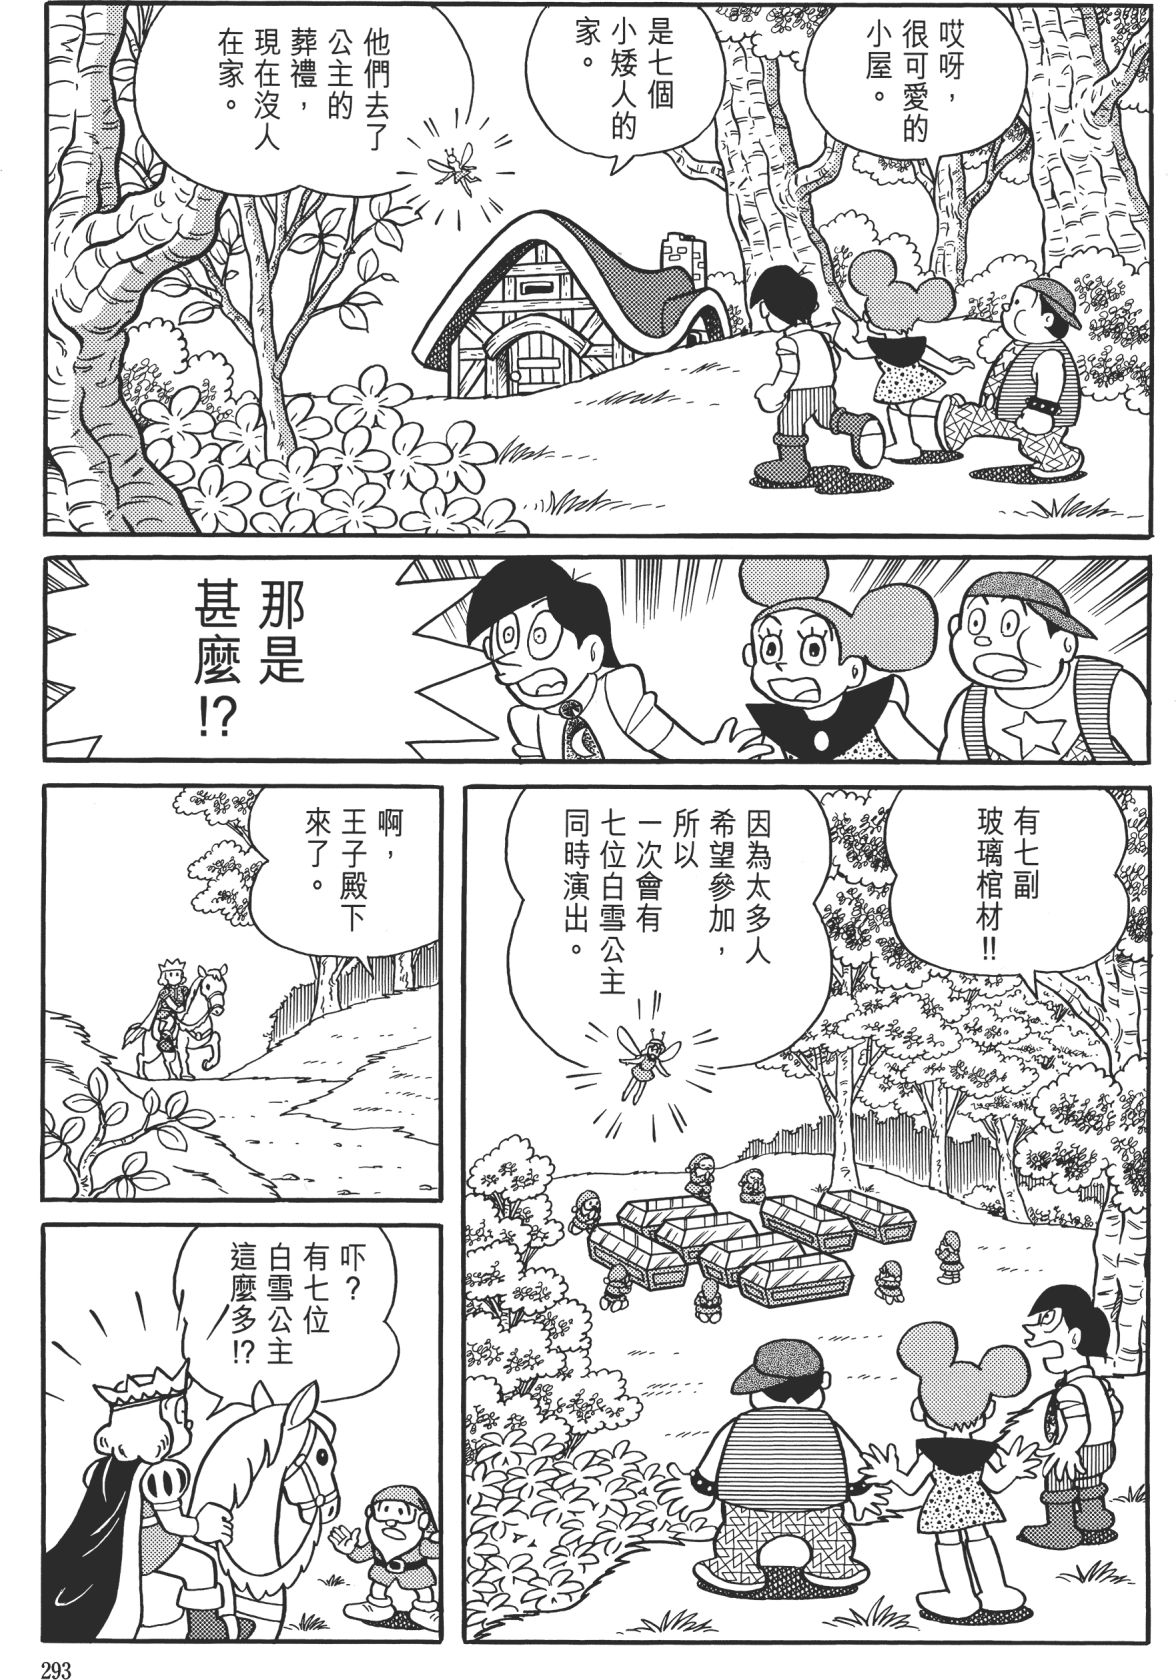 哎呀，
很可愛的
小屋。
是七個
小矮人的
家。
他們去了
公主的
葬禮，
現在沒人
在家。
那是
甚麼!?
有七副
玻璃棺材!!
因為太多人
希望參加，
所以
一次會有
七位白雪公主
同時演出。
啊，
王子殿下
來了。
吓？
有七位
白雪公主
這麼多!?
293